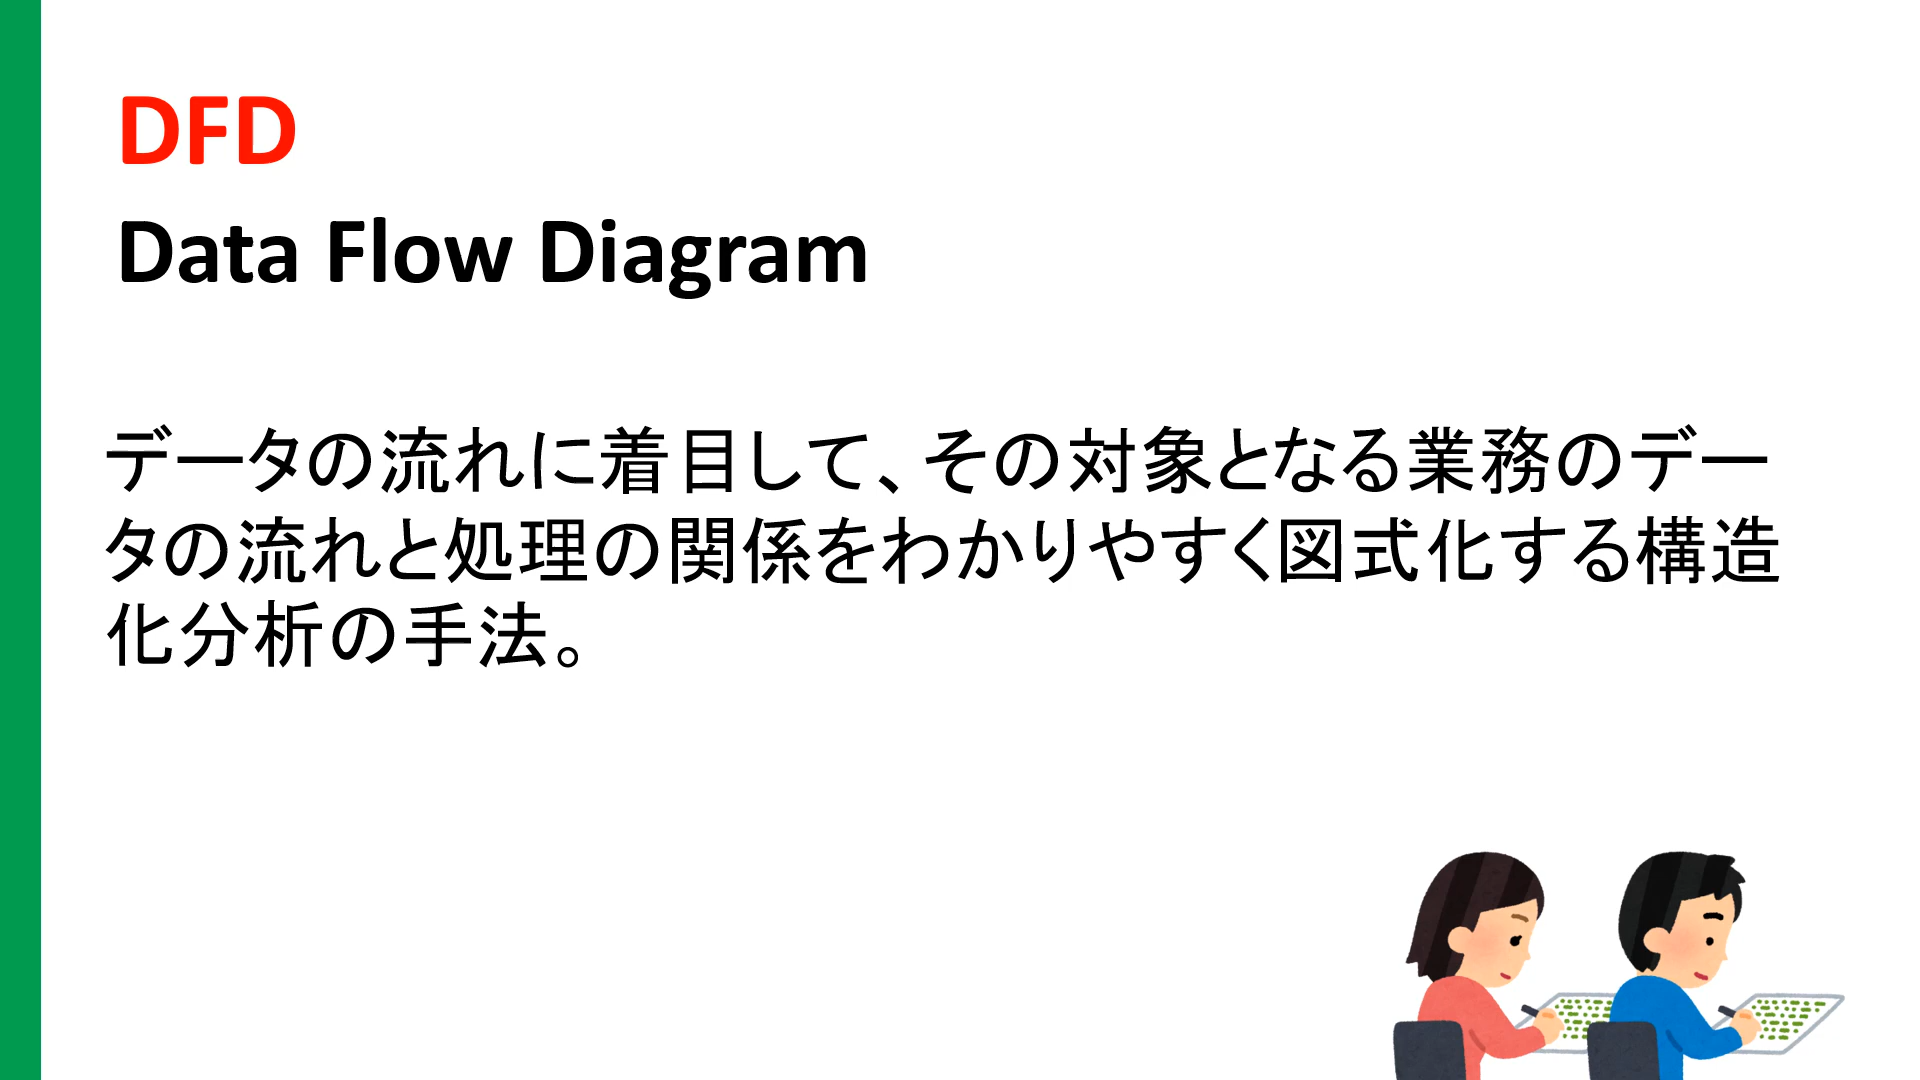 DFD
Data Flow Diagram
データの流れに着目して、その対象となる業務のデー
タの流れと処理の関係をわかりやすく図式化する構造
化分析の手法。